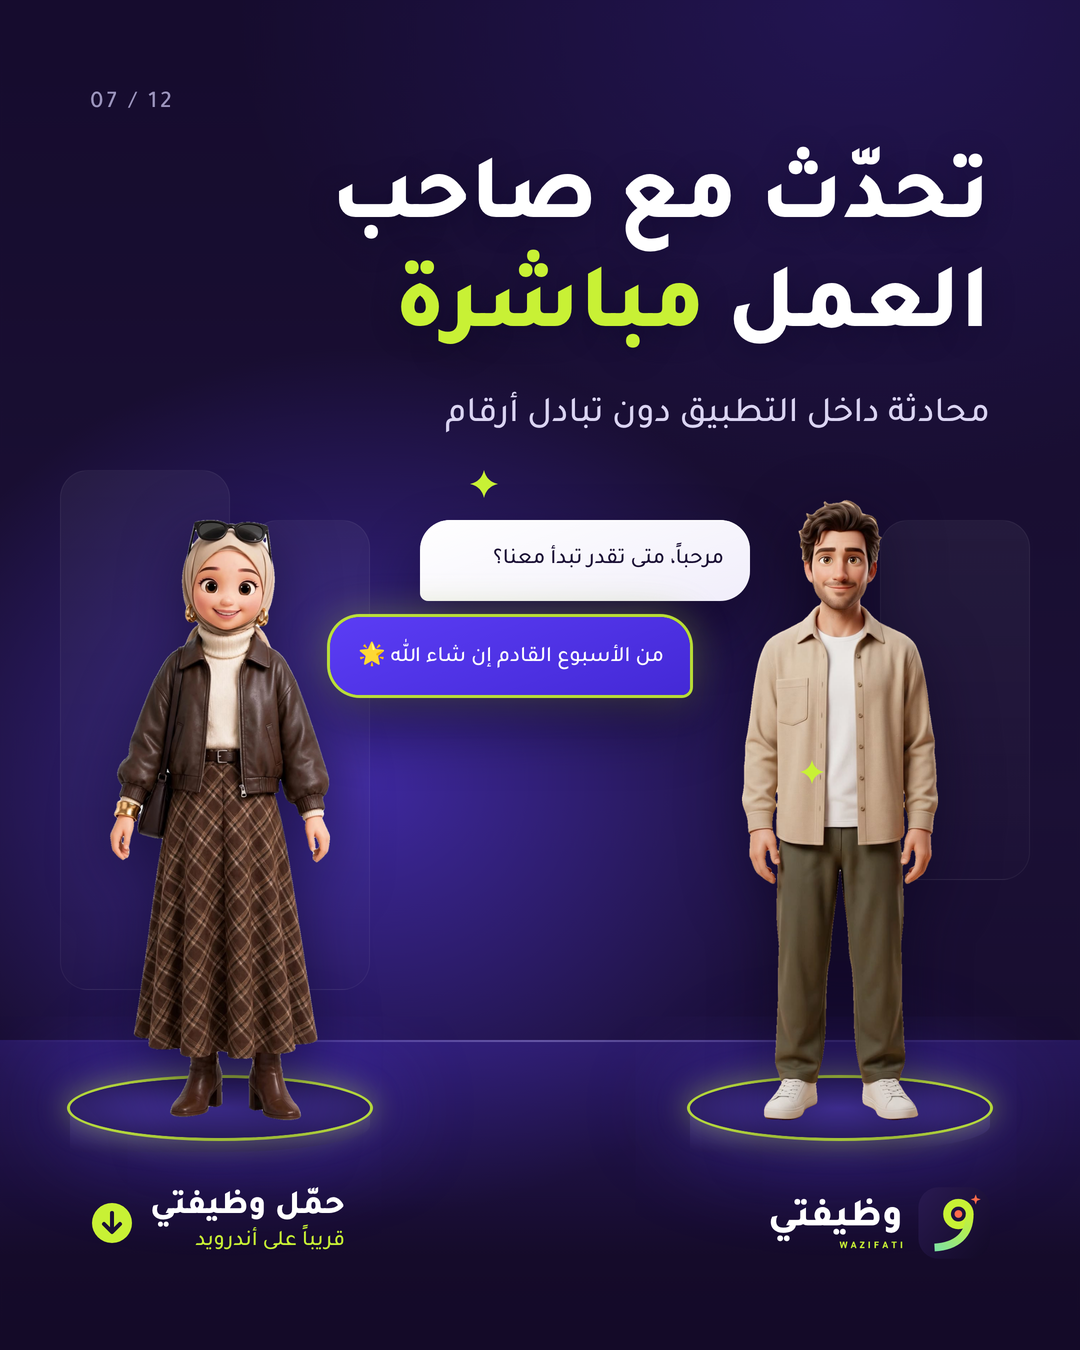 07 / 12
تحدّث مع صاحب
العمل مباشرة
محادثة داخل التطبيق دون تبادل أرقام
مرحباً، متى تقدر تبدأ معنا؟
من الأسبوع القادم إن شاء الله 🌟
وظيفتي
WAZIFATI
حمّل وظيفتي
قريباً على أندرويد